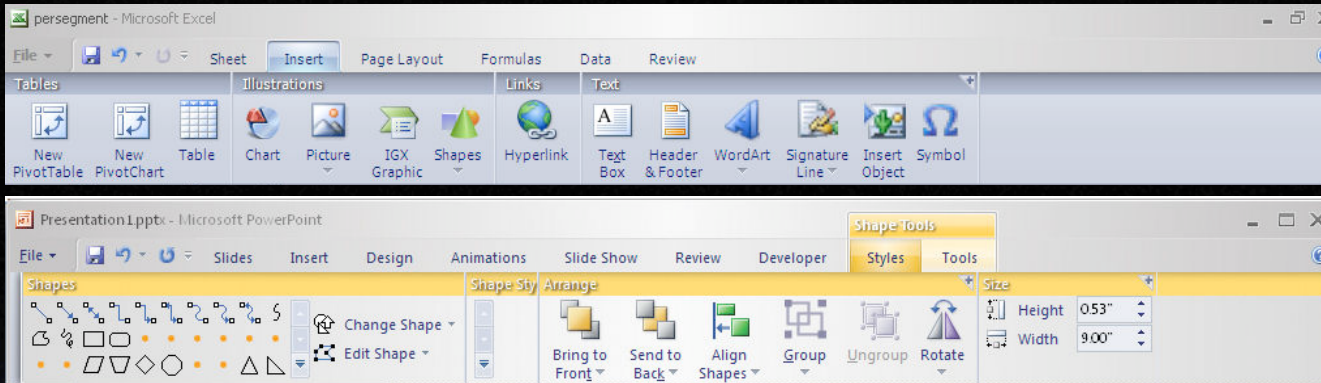 persegment - Microsoft Excel
File Sheet Insert Page Layout Formulas Data Review
Tables Illustrations Links Text
New PivotTable New PivotChart Table Chart Picture IGX Graphic Shapes Hyperlink Text Box Header & Footer WordArt Signature Line Insert Object Symbol
Presentation1.pptx - Microsoft PowerPoint Shape Tools
File Slides Insert Design Animations Slide Show Review Developer Styles Tools
Shapes Shape Sty Arrange Size
Change Shape Height 0.53"
Edit Shape Width 9.00"
Bring to Front Send to Back Align Shapes Group Ungroup Rotate